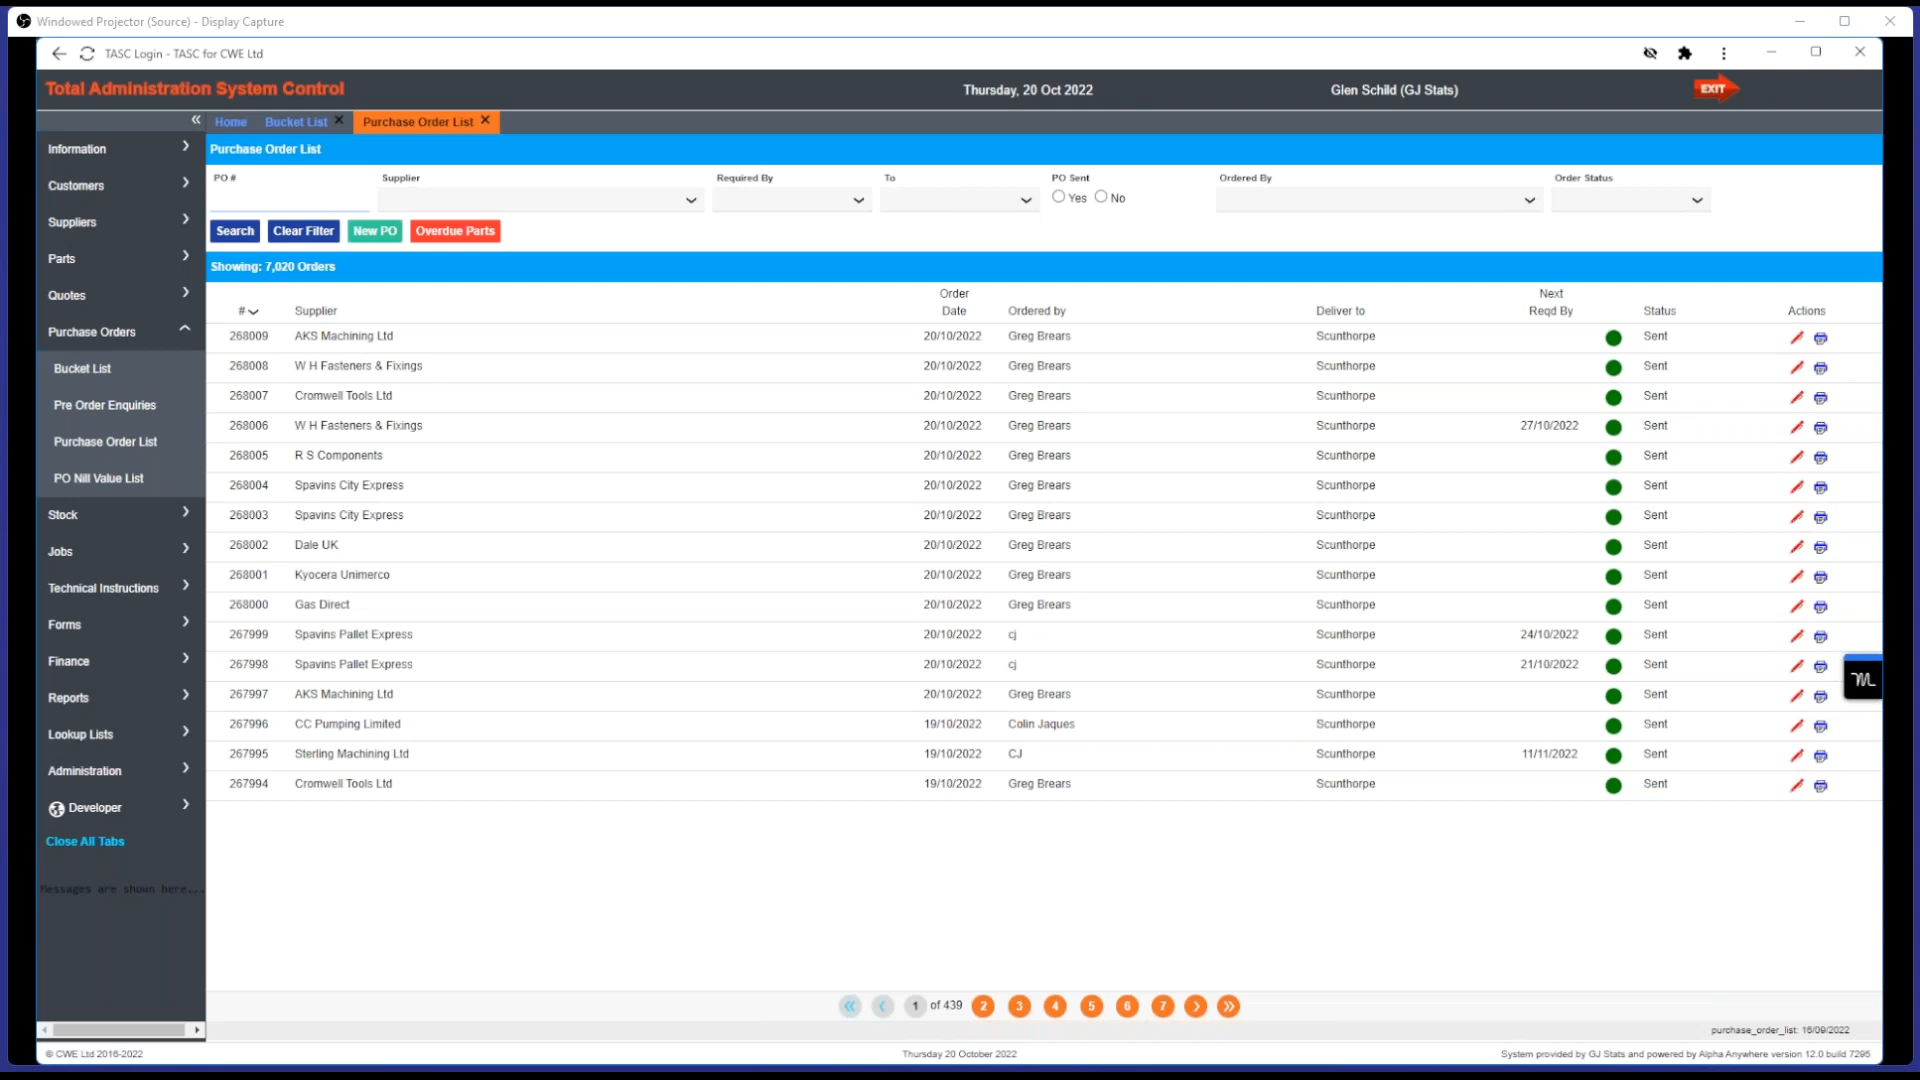 Windowed Projector (Source) - Display Capture
TASC Login - TASC for CWE Ltd
Total Administration System Control
Thursday, 20 Oct 2022
Glen Schild (GJ Stats)
EXIT
Home Bucket List Purchase Order List
Information
Customers
Suppliers
Parts
Quotes
Purchase Orders
Bucket List
Pre Order Enquiries
Purchase Order List
PO Nill Value List
Stock
Jobs
Technical Instructions
Forms
Finance
Reports
Lookup Lists
Administration
Developer
Close All Tabs
Messages are shown here...
Purchase Order List
PO # Supplier Required By To PO Sent Ordered By Order Status
Yes No
Search Clear Filter New PO Overdue Parts
Showing: 7,020 Orders
# Supplier Order Date Ordered by Deliver to Next Reqd By Status Actions
268009 AKS Machining Ltd 20/10/2022 Greg Brears Scunthorpe Sent
268008 W H Fasteners & Fixings 20/10/2022 Greg Brears Scunthorpe Sent
268007 Cromwell Tools Ltd 20/10/2022 Greg Brears Scunthorpe Sent
268006 W H Fasteners & Fixings 20/10/2022 Greg Brears Scunthorpe 27/10/2022 Sent
268005 R S Components 20/10/2022 Greg Brears Scunthorpe Sent
268004 Spavins City Express 20/10/2022 Greg Brears Scunthorpe Sent
268003 Spavins City Express 20/10/2022 Greg Brears Scunthorpe Sent
268002 Dale UK 20/10/2022 Greg Brears Scunthorpe Sent
268001 Kyocera Unimerco 20/10/2022 Greg Brears Scunthorpe Sent
268000 Gas Direct 20/10/2022 Greg Brears Scunthorpe Sent
267999 Spavins Pallet Express 20/10/2022 cj Scunthorpe 24/10/2022 Sent
267998 Spavins Pallet Express 20/10/2022 cj Scunthorpe 21/10/2022 Sent
267997 AKS Machining Ltd 20/10/2022 Greg Brears Scunthorpe Sent
267996 CC Pumping Limited 19/10/2022 Colin Jaques Scunthorpe Sent
267995 Sterling Machining Ltd 19/10/2022 CJ Scunthorpe 11/11/2022 Sent
267994 Cromwell Tools Ltd 19/10/2022 Greg Brears Scunthorpe Sent
1 of 439 2 3 4 5 6 7
purchase_order_list: 16/09/2022
© CWE Ltd 2016-2022
Thursday 20 October 2022
System provided by GJ Stats and powered by Alpha Anywhere version 12.0 build 7295